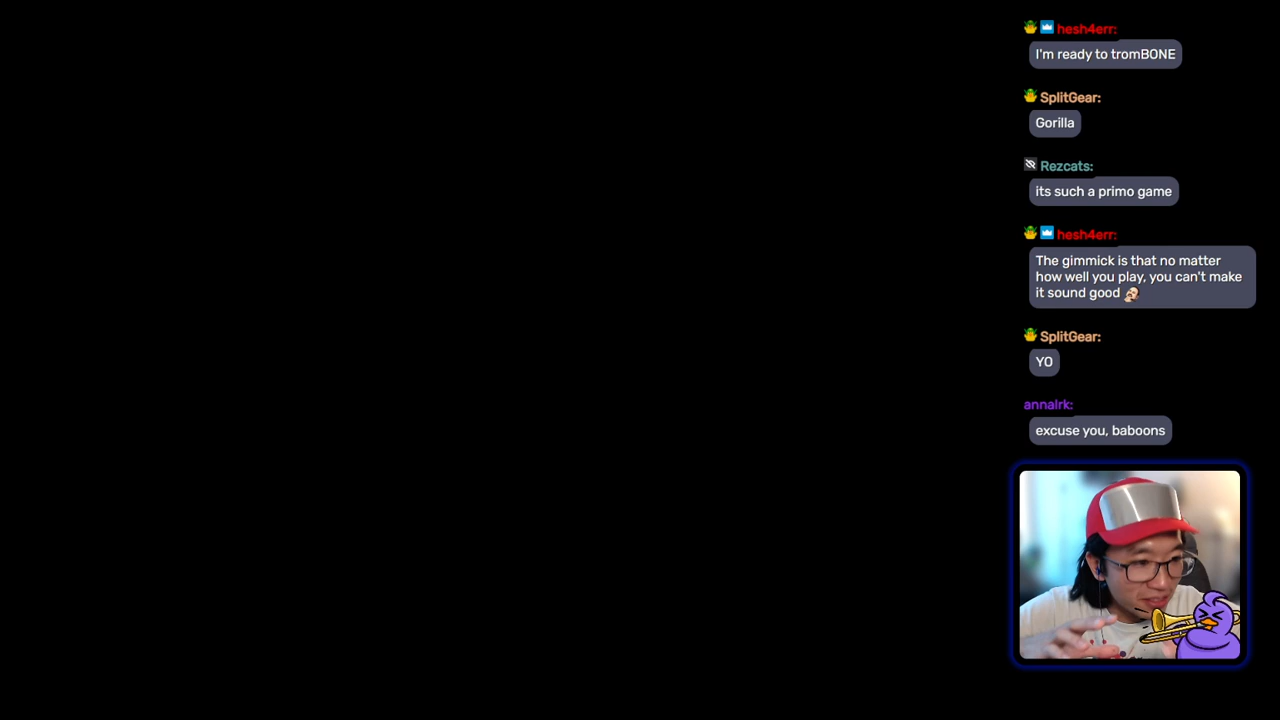 hesh4err:
I'm ready to tromBONE
SplitGear:
Gorilla
Rezcats:
its such a primo game
hesh4err:
The gimmick is that no matter
how well you play, you can't make
it sound good
SplitGear:
YO
annalrk:
excuse you, baboons